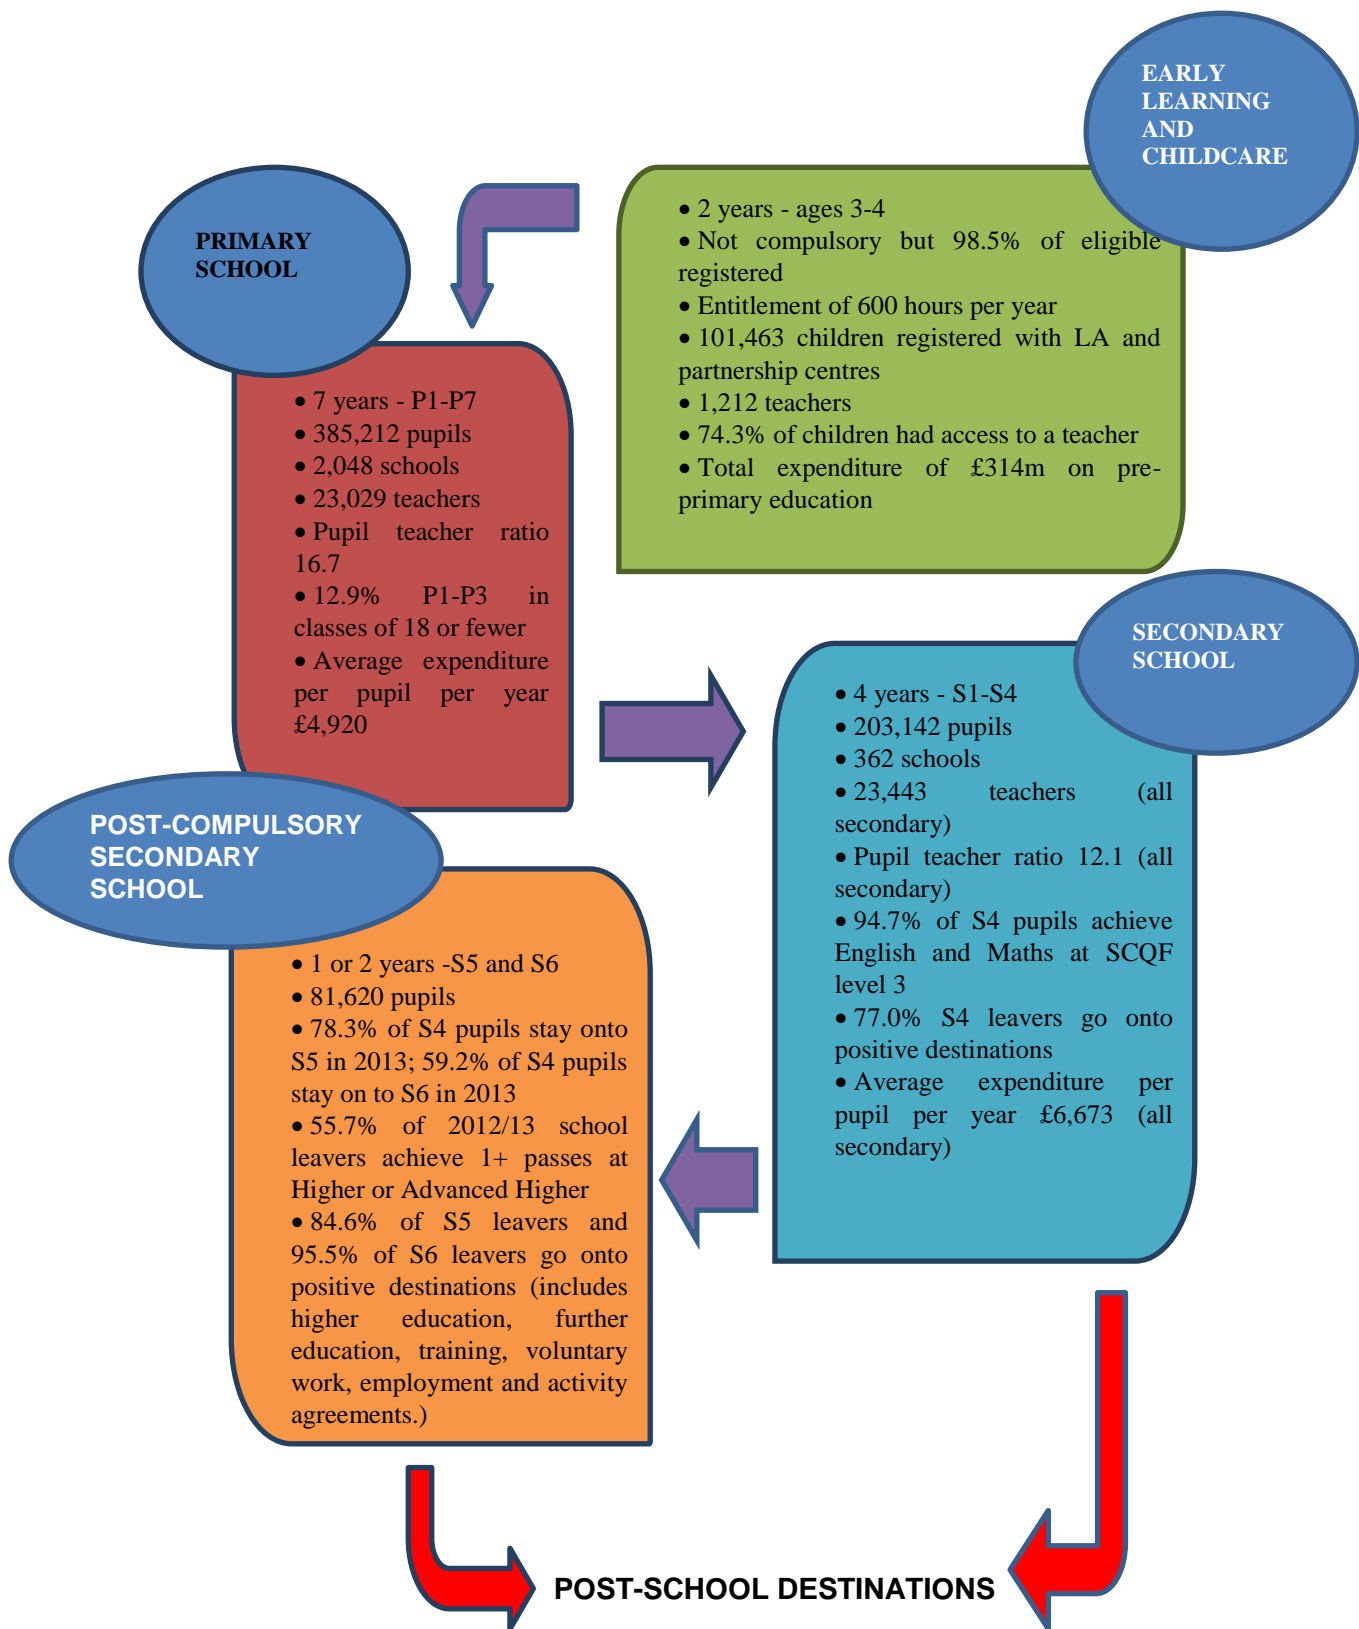 EARLY
LEARNING
AND
CHILDCARE
• 2 years - ages 3-4
• Not compulsory but 98.5% of eligible
registered
• Entitlement of 600 hours per year
• 101,463 children registered with LA and
partnership centres
• 1,212 teachers
• 74.3% of children had access to a teacher
• Total expenditure of £314m on pre-
primary education
PRIMARY
SCHOOL
• 7 years - P1-P7
• 385,212 pupils
• 2,048 schools
• 23,029 teachers
• Pupil teacher ratio
16.7
• 12.9% P1-P3 in
classes of 18 or fewer
• Average expenditure
per pupil per year
£4,920
SECONDARY
SCHOOL
• 4 years - S1-S4
• 203,142 pupils
• 362 schools
• 23,443 teachers (all
secondary)
• Pupil teacher ratio 12.1 (all
secondary)
• 94.7% of S4 pupils achieve
English and Maths at SCQF
level 3
• 77.0% S4 leavers go onto
positive destinations
• Average expenditure per
pupil per year £6,673 (all
secondary)
POST-COMPULSORY
SECONDARY
SCHOOL
• 1 or 2 years -S5 and S6
• 81,620 pupils
• 78.3% of S4 pupils stay onto
S5 in 2013; 59.2% of S4 pupils
stay on to S6 in 2013
• 55.7% of 2012/13 school
leavers achieve 1+ passes at
Higher or Advanced Higher
• 84.6% of S5 leavers and
95.5% of S6 leavers go onto
positive destinations (includes
higher education, further
education, training, voluntary
work, employment and activity
agreements.)
POST-SCHOOL DESTINATIONS